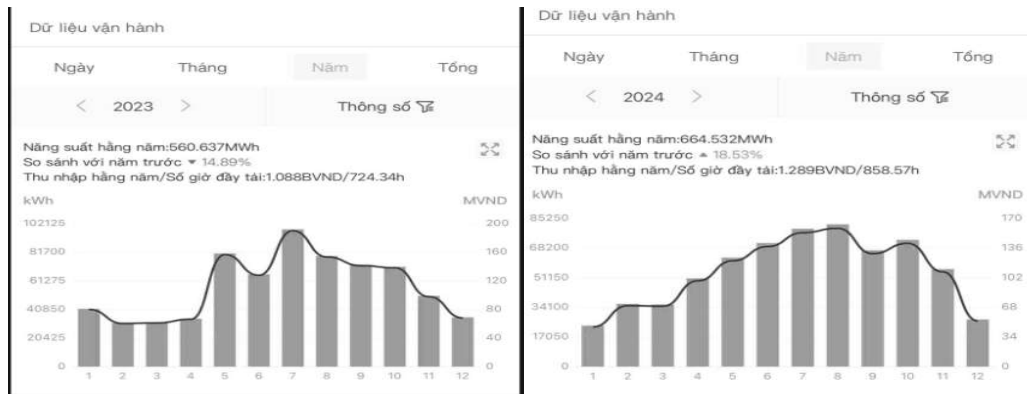 Dữ liệu vận hành
Ngày Tháng Năm Tổng
< 2023 > Thông số
Năng suất hằng năm:560.637MWh
So sánh với năm trước ▼ 14.89%
Thu nhập hằng năm/Số giờ đầy tải:1.088BVND/724.34h
kWh MVND
102125 200
81700 160
61275 120
40850 80
20425 40
0 0
1 2 3 4 5 6 7 8 9 10 11 12
Dữ liệu vận hành
Ngày Tháng Năm Tổng
< 2024 > Thông số
Năng suất hằng năm:664.532MWh
So sánh với năm trước ▲ 18.53%
Thu nhập hằng năm/Số giờ đầy tải:1.289BVND/858.57h
kWh MVND
85250 170
68200 136
51150 102
34100 68
17050 34
0 0
1 2 3 4 5 6 7 8 9 10 11 12